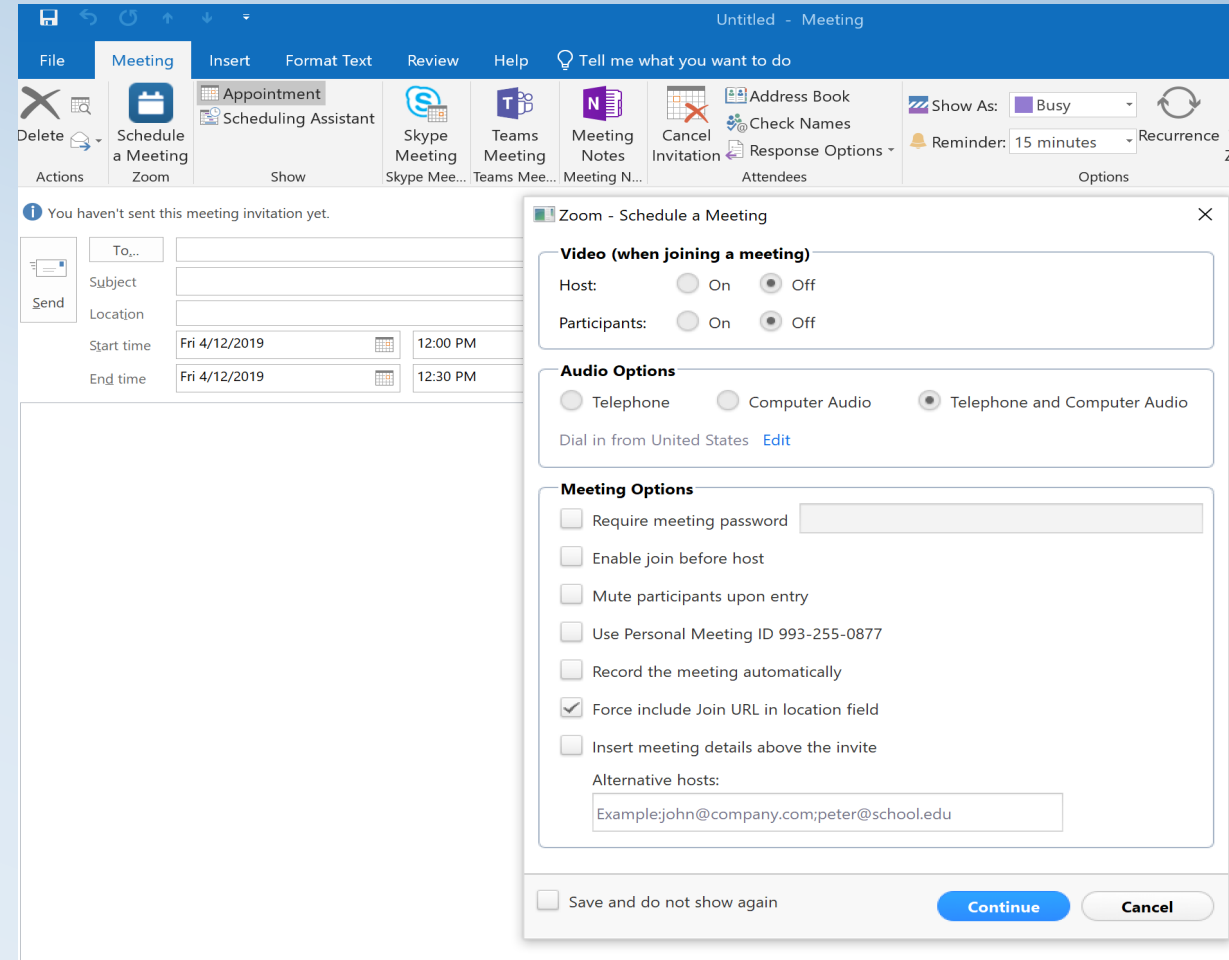 Untitled - Meeting
File Meeting Insert Format Text Review Help Tell me what you want to do
Delete
Actions
Schedule a Meeting
Zoom
Appointment
Scheduling Assistant
Show
Skype Meeting
Skype Mee...
Teams Meeting
Teams Mee...
Meeting Notes
Meeting N...
Cancel Invitation
Address Book
Check Names
Response Options
Attendees
Show As: Busy
Reminder: 15 minutes
Recurrence
Options
You haven't sent this meeting invitation yet.
Send
To...
Subject
Location
Start time Fri 4/12/2019 12:00 PM
End time Fri 4/12/2019 12:30 PM
Zoom - Schedule a Meeting
Video (when joining a meeting)
Host: On Off
Participants: On Off
Audio Options
Telephone Computer Audio Telephone and Computer Audio
Dial in from United States Edit
Meeting Options
Require meeting password
Enable join before host
Mute participants upon entry
Use Personal Meeting ID 993-255-0877
Record the meeting automatically
Force include Join URL in location field
Insert meeting details above the invite
Alternative hosts:
Example:john@company.com;peter@school.edu
Save and do not show again
Continue Cancel